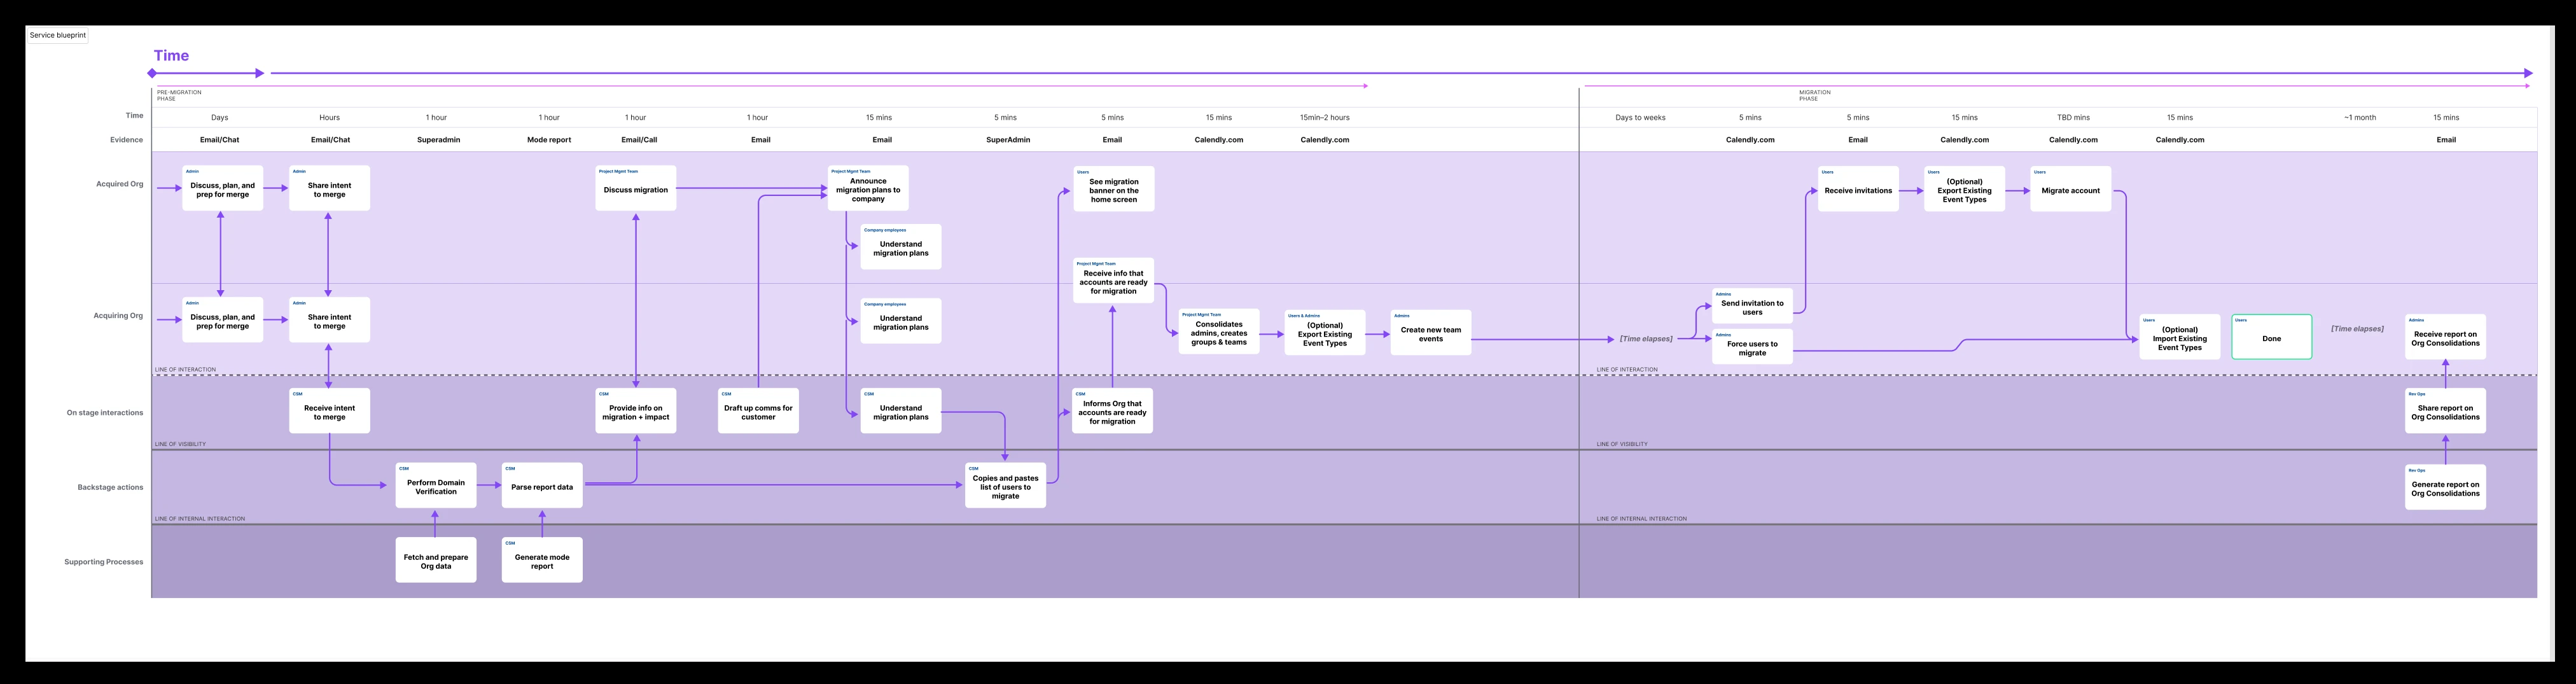 Service blueprint
Time
PRE-MIGRATION
PHASE
MIGRATION
PHASE
Time
Days
Hours
1 hour
1 hour
1 hour
1 hour
15 mins
5 mins
5 mins
15 mins
15min–2 hours
Days to weeks
5 mins
5 mins
15 mins
TBD mins
15 mins
~1 month
15 mins
Evidence
Email/Chat
Email/Chat
Superadmin
Mode report
Email/Call
Email
Email
SuperAdmin
Email
Calendly.com
Calendly.com
Calendly.com
Email
Calendly.com
Calendly.com
Calendly.com
Email
Acquired Org
Admin
Discuss, plan, and
prep for merge
Admin
Share intent
to merge
Project Mgmt Team
Discuss migration
Project Mgmt Team
Announce
migration plans to
company
Company employees
Understand
migration plans
Users
See migration
banner on the
home screen
Project Mgmt Team
Receive info that
accounts are ready
for migration
Users
Receive invitations
Users
(Optional)
Export Existing
Event Types
Users
Migrate account
Acquiring Org
Admin
Discuss, plan, and
prep for merge
Admin
Share intent
to merge
Company employees
Understand
migration plans
Project Mgmt Team
Consolidates
admins, creates
groups & teams
Users & Admins
(Optional)
Export Existing
Event Types
Admins
Create new team
events
[Time elapses]
Admins
Send invitation to
users
Admins
Force users to
migrate
Users
(Optional)
Import Existing
Event Types
Users
Done
[Time elapses]
Admins
Receive report on
Org Consolidations
LINE OF INTERACTION
LINE OF INTERACTION
On stage interactions
CSM
Receive intent
to merge
CSM
Provide info on
migration + impact
CSM
Draft up comms for
customer
CSM
Understand
migration plans
CSM
Informs Org that
accounts are ready
for migration
Rev Ops
Share report on
Org Consolidations
LINE OF VISIBILITY
LINE OF VISIBILITY
Backstage actions
CSM
Perform Domain
Verification
CSM
Parse report data
CSM
Copies and pastes
list of users to
migrate
Rev Ops
Generate report on
Org Consolidations
LINE OF INTERNAL INTERACTION
LINE OF INTERNAL INTERACTION
Supporting Processes
Fetch and prepare
Org data
CSM
Generate mode
report